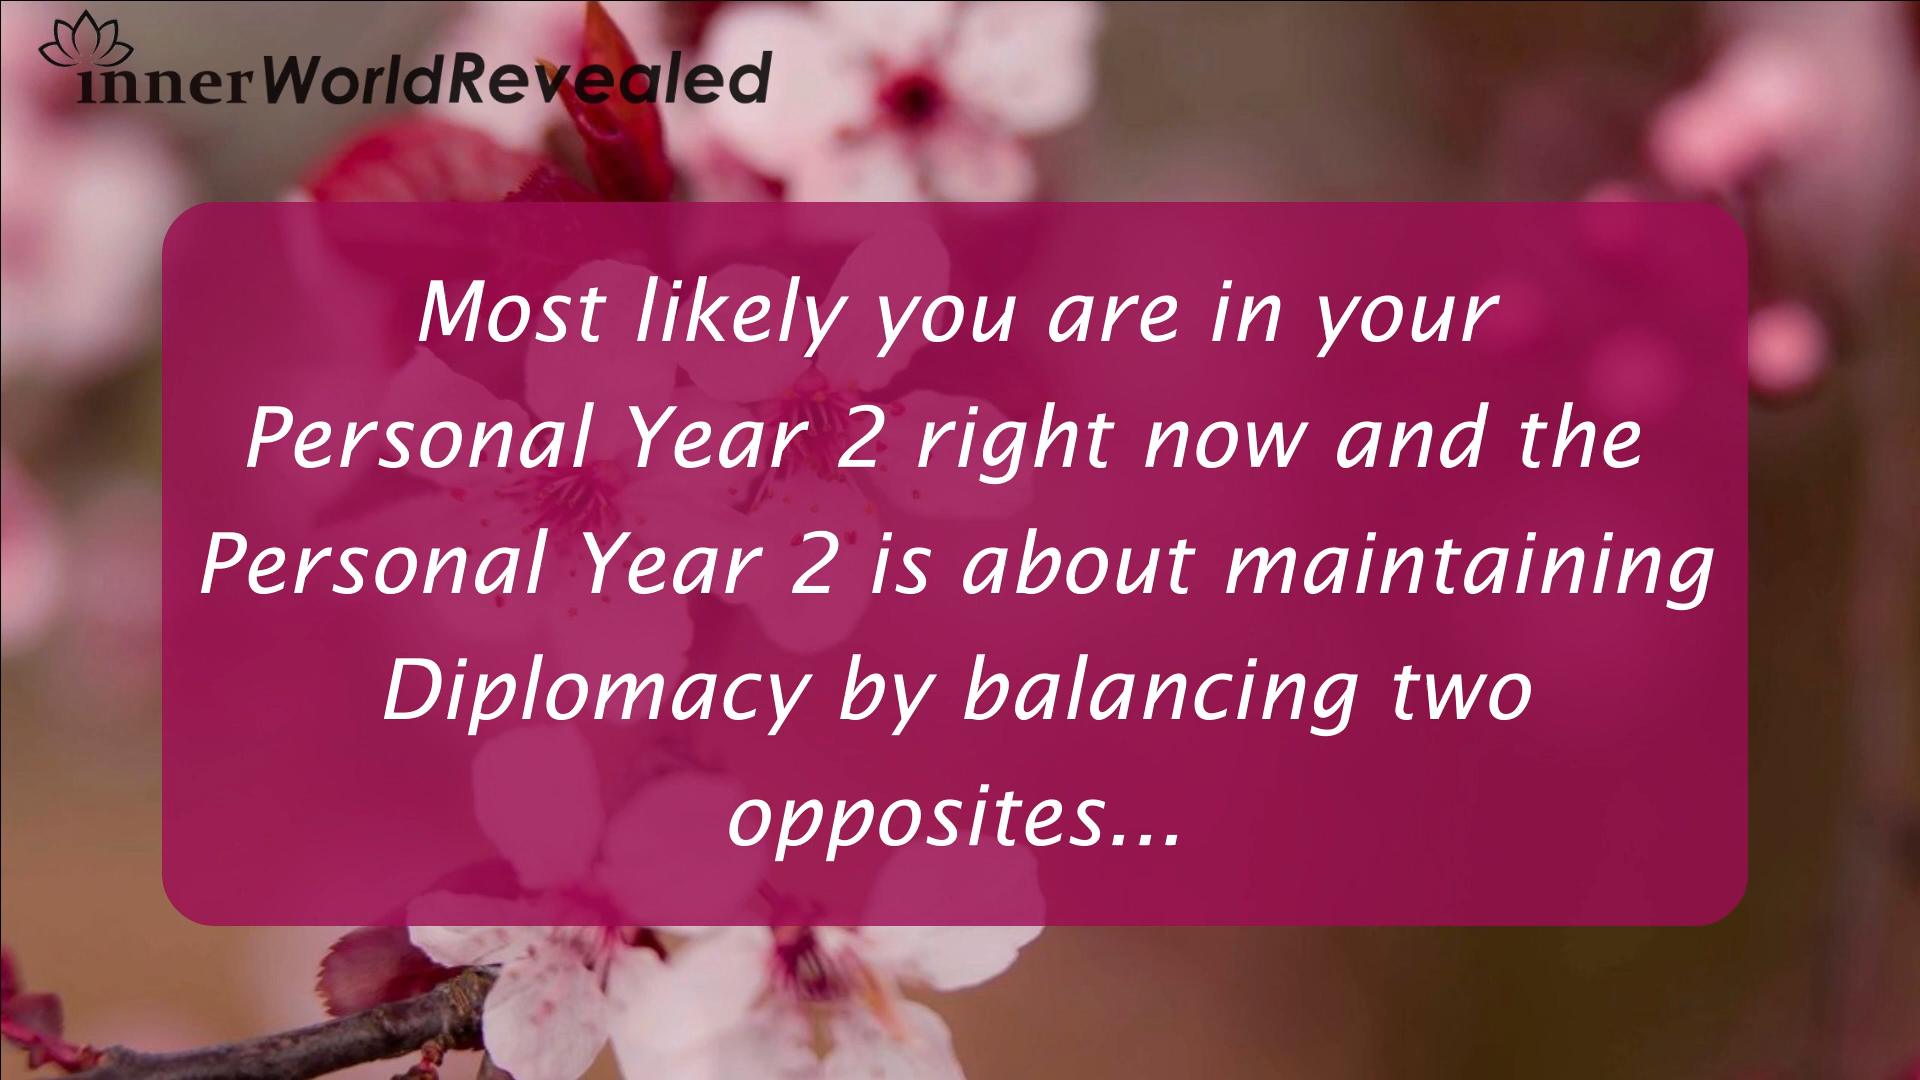 innerWorldRevealed
Most likely you are in your
Personal Year 2 right now and the
Personal Year 2 is about maintaining
Diplomacy by balancing two
opposites...